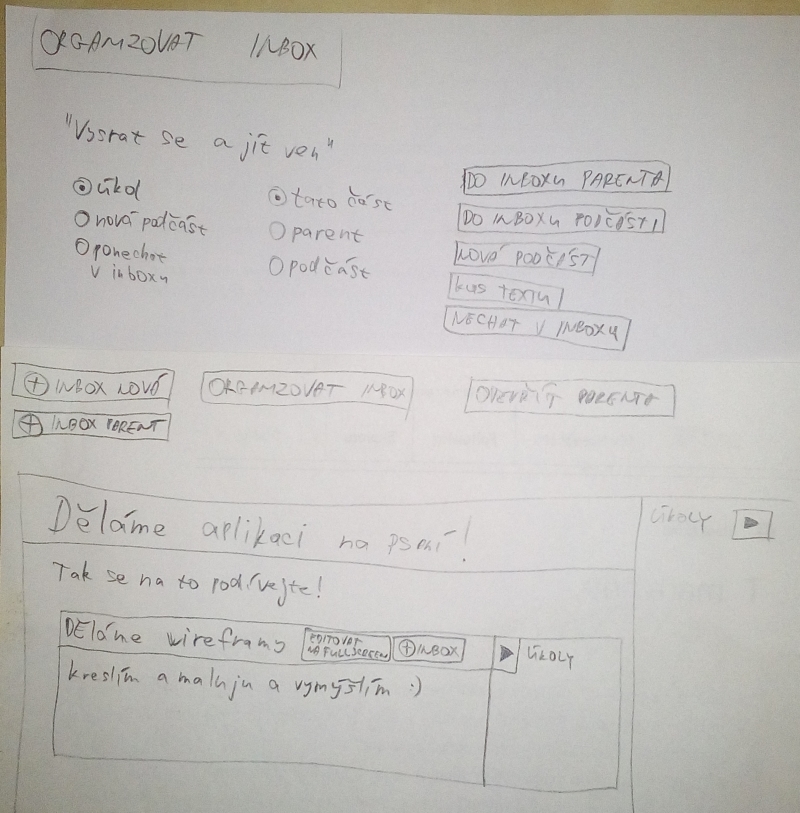 ORGANIZOVAT INBOX
"Vysrat se a jít ven"
úkol
nová podčást
ponechat
v inboxu
tato část
parent
podčást
DO INBOXU PARENTA
DO INBOXU PODČÁSTI
NOVÁ PODČÁST
KUS TEXTU
NECHAT V INBOXU
+ INBOX NOVÁ
ORGANIZOVAT INBOX
OTEVŘÍT PARENTA
+ INBOX PARENT
Děláme aplikaci na psaní!
ÚKOLY
Tak se na to podívejte!
Děláme wireframy
EDITOVAT
NA FULLSCREEN
+ INBOX
ÚKOLY
kreslím a maluju a vymýšlím :)